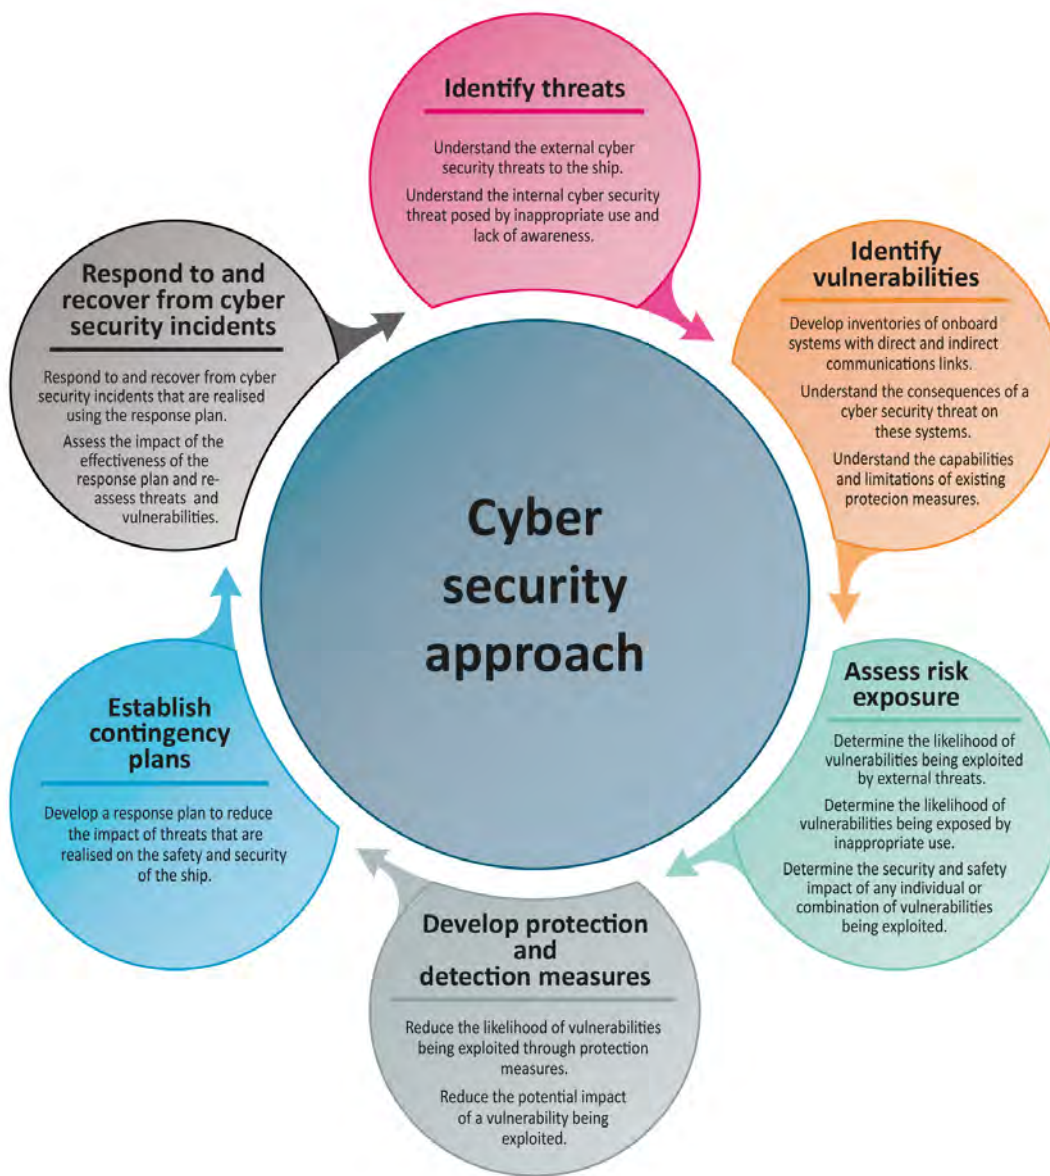 Identify threats
Understand the external cyber
security threats to the ship.
Understand the internal cyber security
threat posed by inappropriate use and
lack of awareness.
Identify
vulnerabilities
Develop inventories of onboard
systems with direct and indirect
communications links.
Understand the consequences of a
cyber security threat on
these systems.
Understand the capabilities
and limitations of existing
protecion measures.
Assess risk
exposure
Determine the likelihood of
vulnerabilities being exploited
by external threats.
Determine the likelihood of
vulnerabilities being exposed by
inappropriate use.
Determine the security and safety
impact of any individual or
combination of vulnerabilities
being exploited.
Develop protection
and
detection measures
Reduce the likelihood of vulnerabilities
being exploited through protection
measures.
Reduce the potential impact
of a vulnerability being
exploited.
Establish
contingency
plans
Develop a response plan to reduce
the impact of threats that are
realised on the safety and security
of the ship.
Respond to and
recover from cyber
security incidents
Respond to and recover from cyber
security incidents that are realised
using the response plan.
Assess the impact of the
effectiveness of the
response plan and re-
assess threats and
vulnerabilities.
Cyber
security
approach